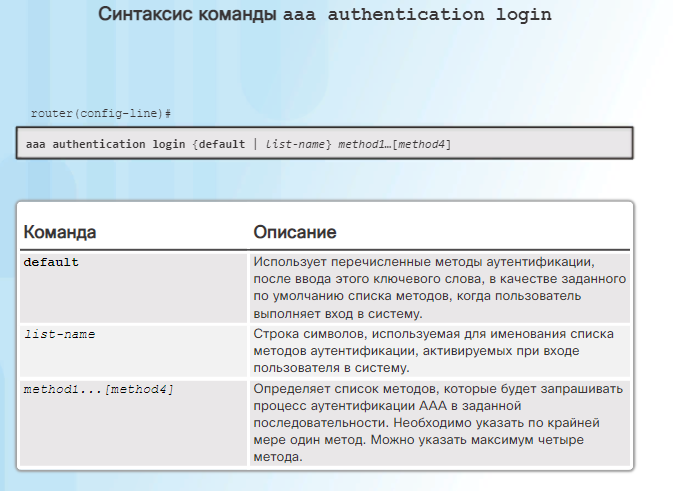 Синтаксис команды aaa authentication login
router(config-line)#
aaa authentication login {default | list-name} method1…[method4]
Команда Описание
default Использует перечисленные методы аутентификации,
после ввода этого ключевого слова, в качестве заданного
по умолчанию списка методов, когда пользователь
выполняет вход в систему.
list-name Строка символов, используемая для именования списка
методов аутентификации, активируемых при входе
пользователя в систему.
method1...[method4] Определяет список методов, которые будет запрашивать
процесс аутентификации AAA в заданной
последовательности. Необходимо указать по крайней
мере один метод. Можно указать максимум четыре
метода.